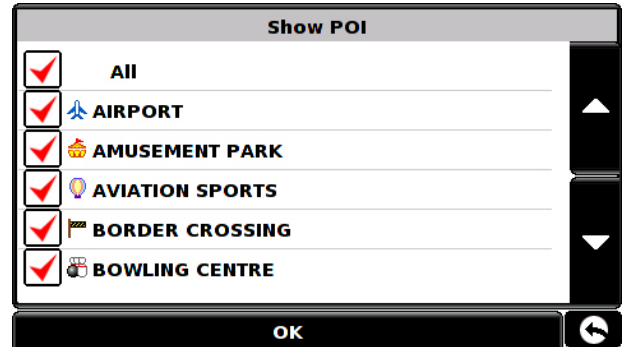 Show POI
All
AIRPORT
AMUSEMENT PARK
AVIATION SPORTS
BORDER CROSSING
BOWLING CENTRE
OK